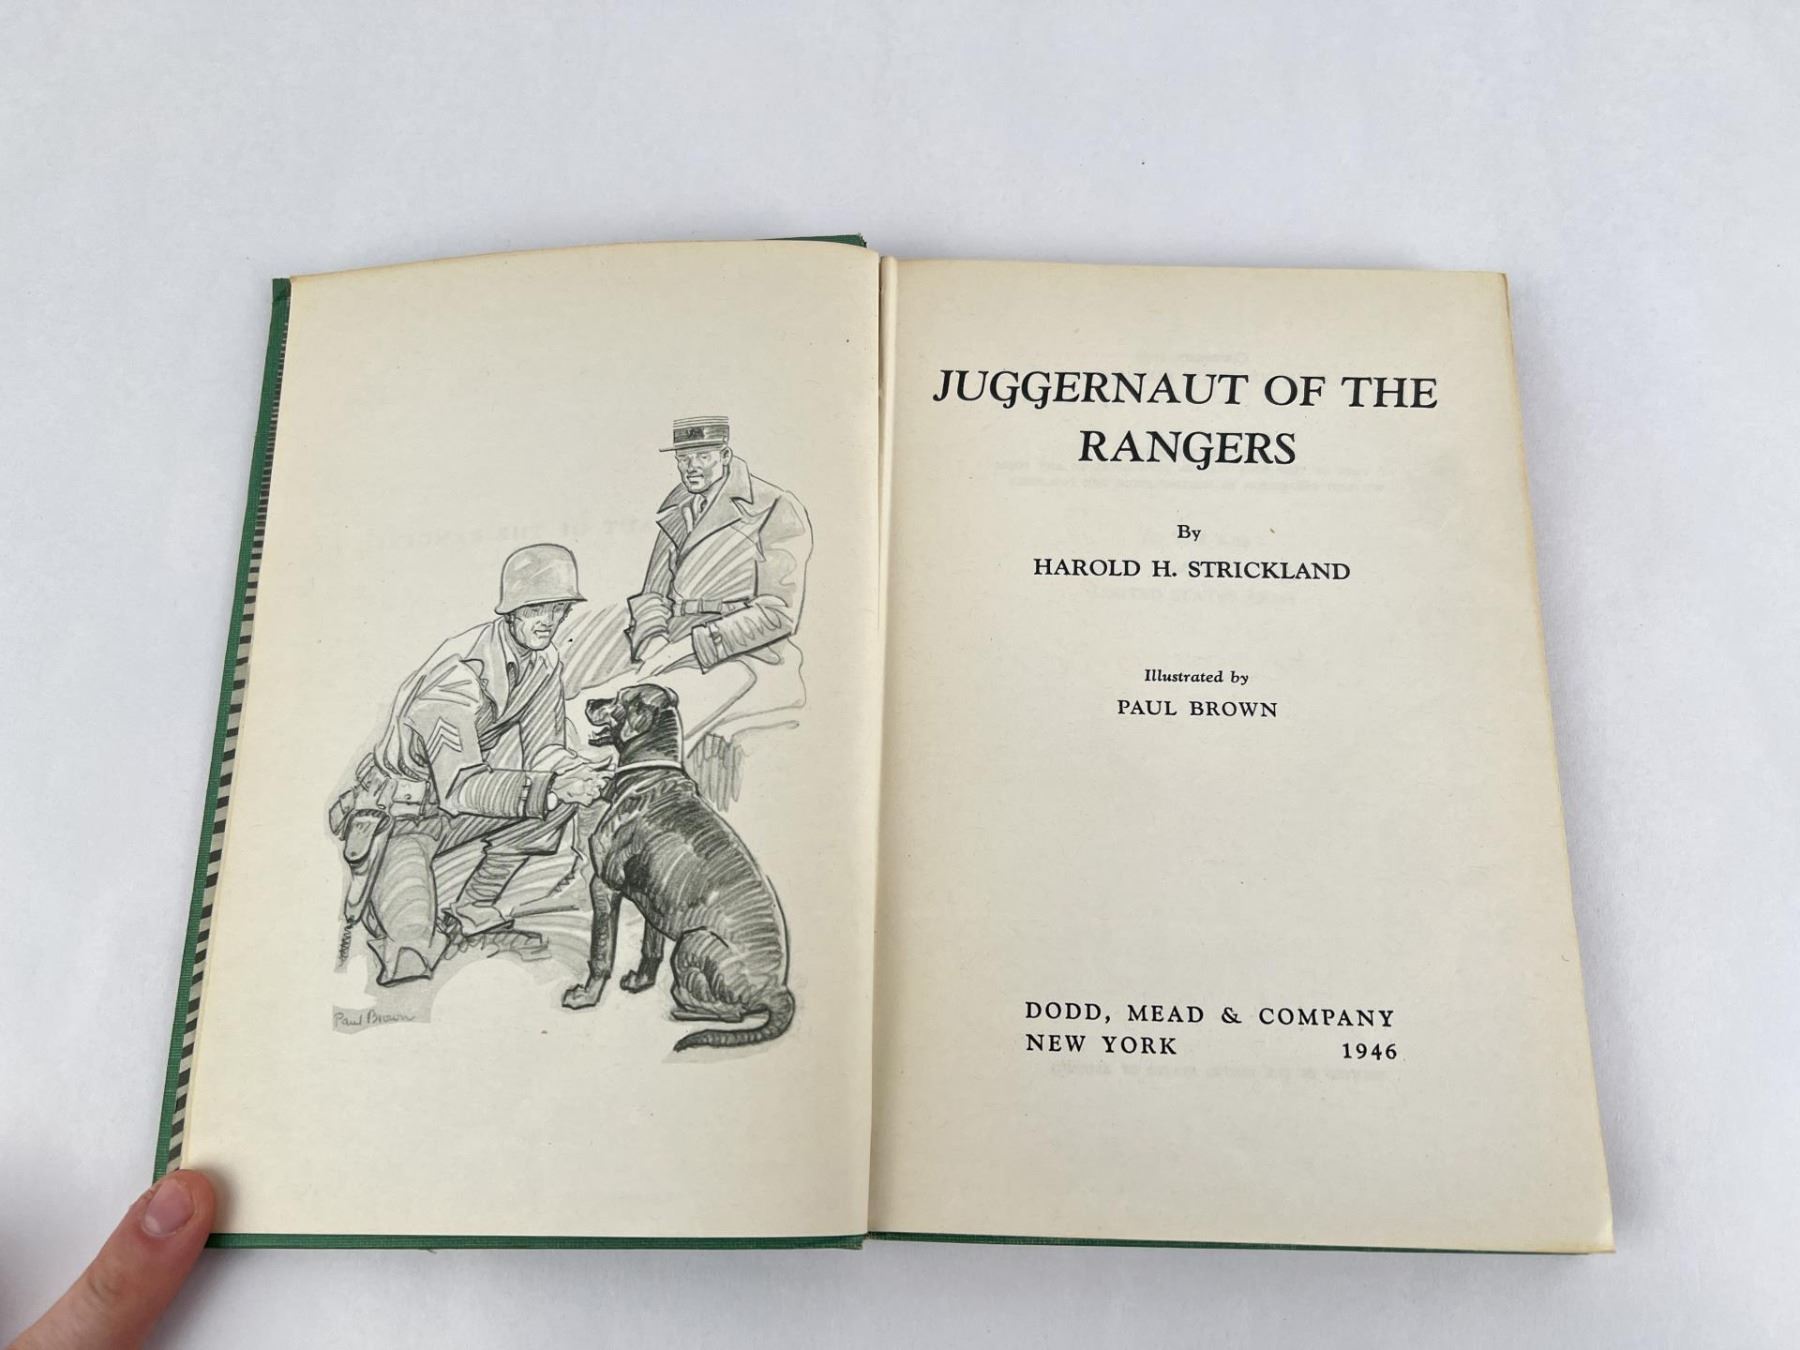 Paul Brown
JUGGERNAUT OF THE
RANGERS
By
HAROLD H. STRICKLAND
Illustrated by
PAUL BROWN
DODD, MEAD & COMPANY
NEW YORK 1946